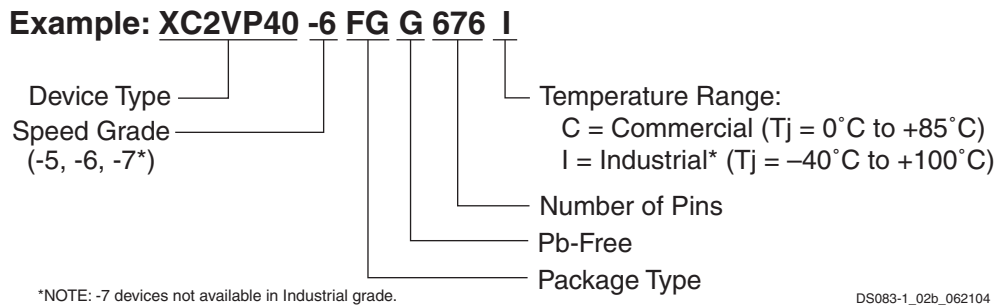 Example: XC2VP40 -6 FG G 676 I
Device Type
Speed Grade
(-5, -6, -7*)
Temperature Range:
C = Commercial (Tj = 0˚C to +85˚C)
I = Industrial* (Tj = –40˚C to +100˚C)
Number of Pins
Pb-Free
Package Type
*NOTE: -7 devices not available in Industrial grade.
DS083-1_02b_062104